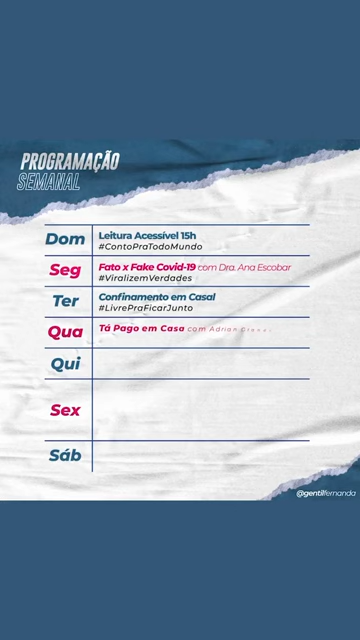 PROGRAMAÇÃO
SEMANAL
Dom
Leitura Acessível 15h
#ContoPraTodoMundo
Seg
Fato x Fake Covid-19 com Dra. Ana Escobar
#ViralizemVerdades
Ter
Confinamento em Casal
#LivrePraFicarJunto
Qua
Tá Pago em Casa com Adrian
Qui
Sex
Sáb
@gentilfernanda